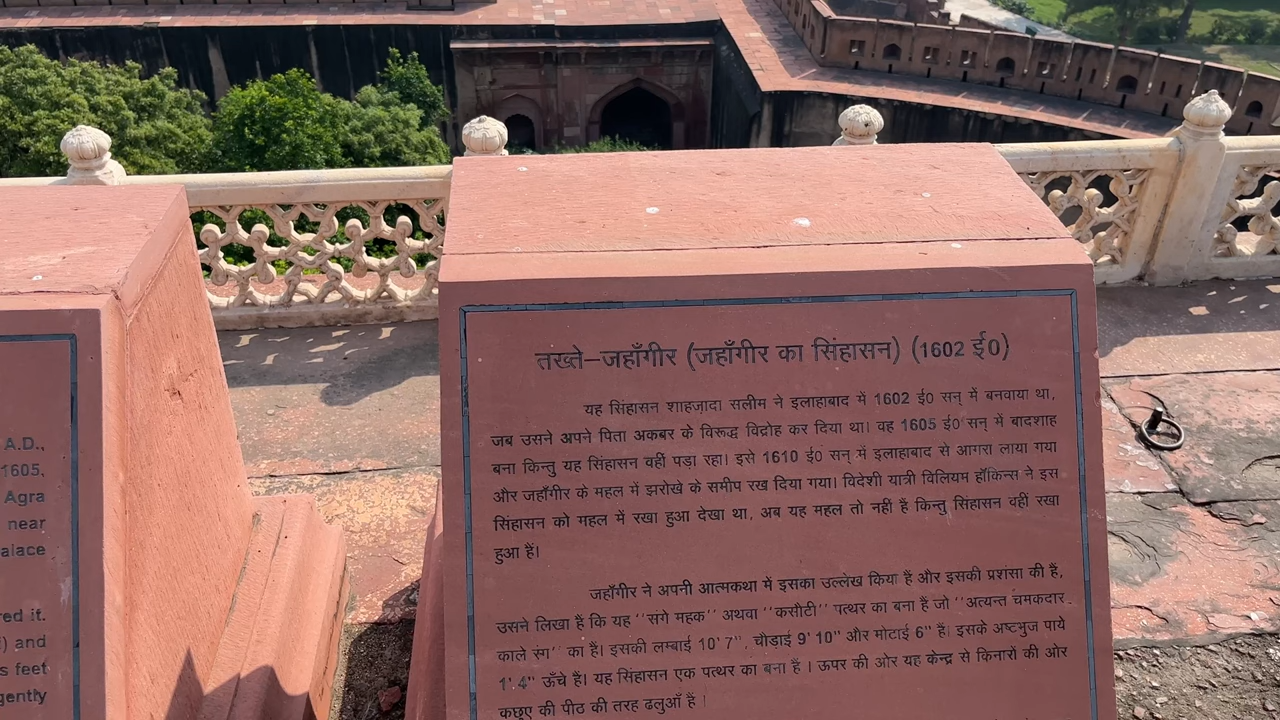 A.D.,
1605,
Agra
near
alace
red it.
) and
s feet
gently
तख्ते–जहाँगीर (जहाँगीर का सिंहासन) (1602 ई0)
यह सिंहासन शाहज़ादा सलीम ने इलाहाबाद में 1602 ई0 सन् में बनवाया था,
जब उसने अपने पिता अकबर के विरूद्ध विद्रोह कर दिया था। वह 1605 ई0 सन् में बादशाह
बना किन्तु यह सिंहासन वहीं पड़ा रहा। इसे 1610 ई0 सन् में इलाहाबाद से आगरा लाया गया
और जहाँगीर के महल में झरोखे के समीप रख दिया गया। विदेशी यात्री विलियम हॉकिन्स ने इस
सिंहासन को महल में रखा हुआ देखा था, अब यह महल तो नहीं है किन्तु सिंहासन वहीं रखा
हुआ हैं।
जहाँगीर ने अपनी आत्मकथा में इसका उल्लेख किया हैं और इसकी प्रशंसा की हैं,
उसने लिखा हैं कि यह ''संगे महक'' अथवा ''कसौटी'' पत्थर का बना हैं जो ''अत्यन्त चमकदार
काले रंग'' का हैं। इसकी लम्बाई 10' 7", चोड़ाई 9' 10" और मोटाई 6" हैं। इसके अष्टभुज पाये
1' 4" ऊँचे हैं। यह सिंहासन एक पत्थर का बना हैं । ऊपर की ओर यह केन्द्र से किनारों की ओर
कछुए की पीठ की तरह ढलुआँ हैं ।